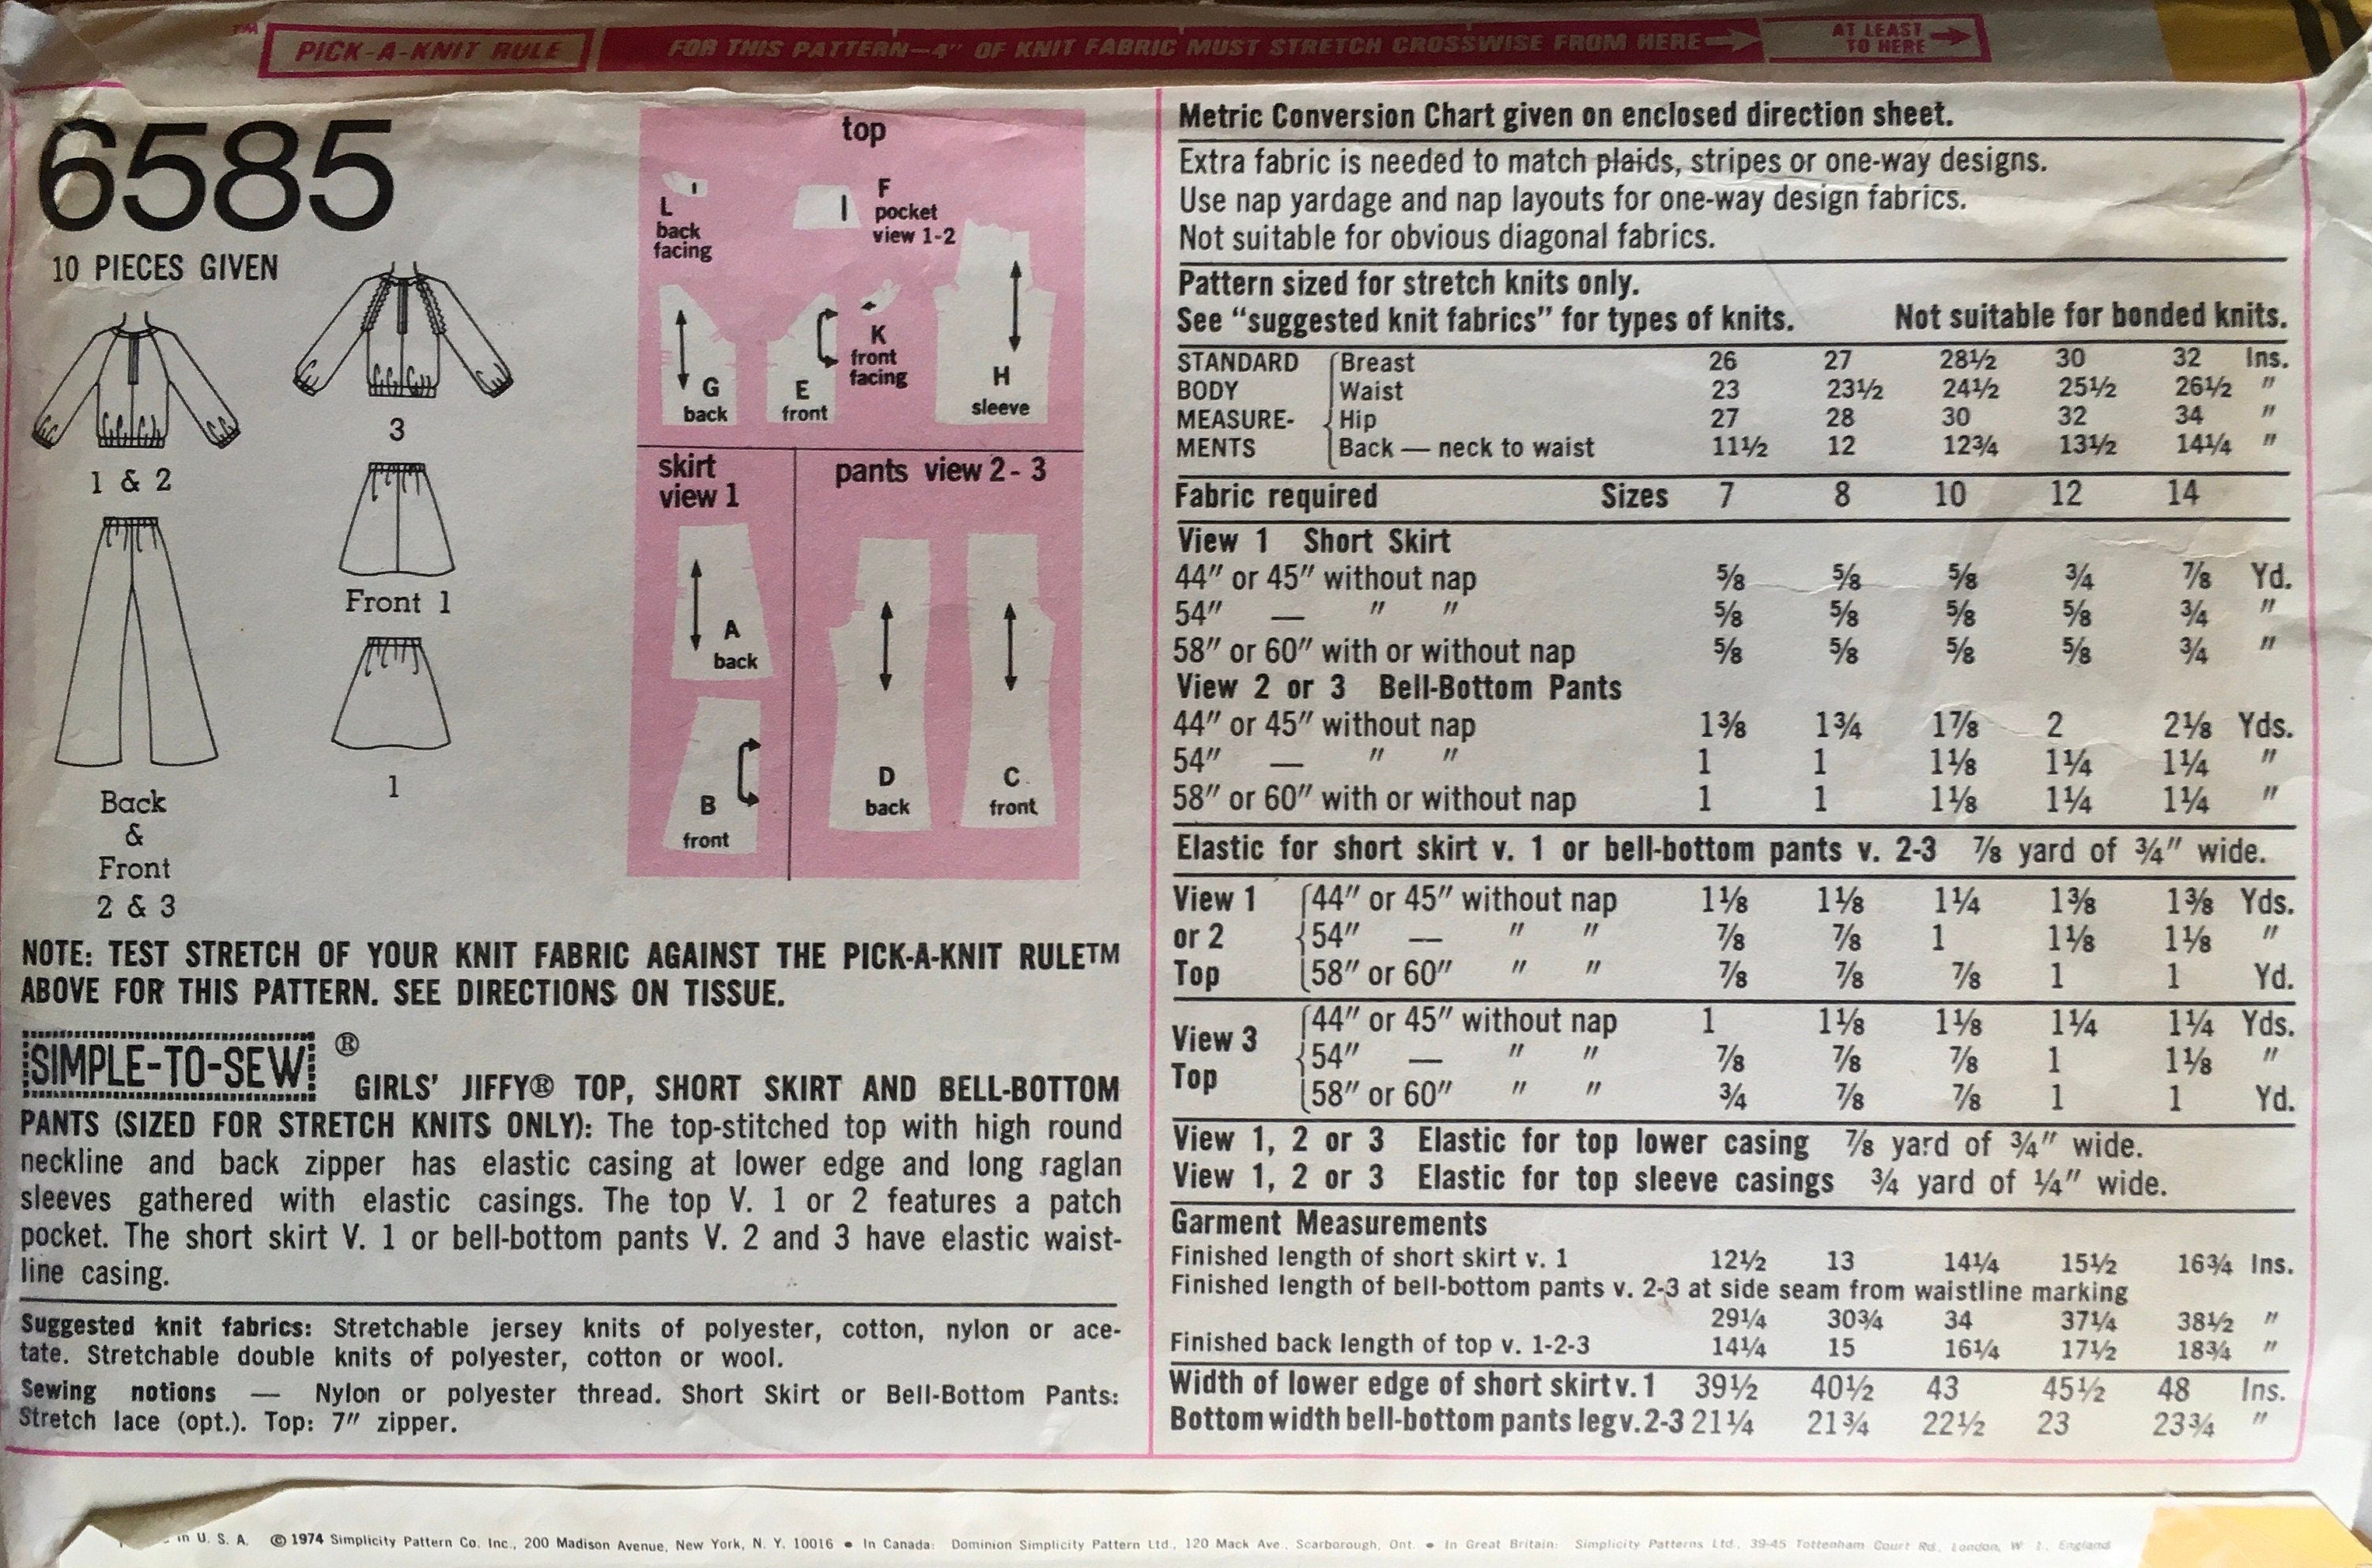 ™ PICK-A-KNIT RULE FOR THIS PATTERN—4" OF KNIT FABRIC MUST STRETCH CROSSWISE FROM HERE AT LEAST TO HERE
6585
10 PIECES GIVEN
1 & 2
3
Front 1
1
Back
&
Front
2 & 3
top
L
back
facing
F
pocket
view 1-2
G
back
E
front
K
front
facing
H
sleeve
skirt
view 1
A
back
B
front
pants view 2-3
D
back
C
front
NOTE: TEST STRETCH OF YOUR KNIT FABRIC AGAINST THE PICK-A-KNIT RULE™
ABOVE FOR THIS PATTERN. SEE DIRECTIONS ON TISSUE.
SIMPLE-TO-SEW ®
GIRLS' JIFFY® TOP, SHORT SKIRT AND BELL-BOTTOM
PANTS (SIZED FOR STRETCH KNITS ONLY): The top-stitched top with high round
neckline and back zipper has elastic casing at lower edge and long raglan
sleeves gathered with elastic casings. The top V. 1 or 2 features a patch
pocket. The short skirt V. 1 or bell-bottom pants V. 2 and 3 have elastic waist-
line casing.
Suggested knit fabrics: Stretchable jersey knits of polyester, cotton, nylon or ace-
tate. Stretchable double knits of polyester, cotton or wool.
Sewing notions — Nylon or polyester thread. Short Skirt or Bell-Bottom Pants:
Stretch lace (opt.). Top: 7" zipper.
Metric Conversion Chart given on enclosed direction sheet.
Extra fabric is needed to match plaids, stripes or one-way designs.
Use nap yardage and nap layouts for one-way design fabrics.
Not suitable for obvious diagonal fabrics.
Pattern sized for stretch knits only.
See "suggested knit fabrics" for types of knits. Not suitable for bonded knits.
STANDARD Breast 26 27 28½ 30 32 Ins.
BODY Waist 23 23½ 24½ 25½ 26½ "
MEASURE- Hip 27 28 30 32 34 "
MENTS Back — neck to waist 11½ 12 12¾ 13½ 14¼ "
Fabric required Sizes 7 8 10 12 14
View 1 Short Skirt
44" or 45" without nap ⅝ ⅝ ⅝ ¾ ⅞ Yd.
54" — " " ⅝ ⅝ ⅝ ⅝ ¾ "
58" or 60" with or without nap ⅝ ⅝ ⅝ ⅝ ¾ "
View 2 or 3 Bell-Bottom Pants
44" or 45" without nap 1⅜ 1¾ 1⅞ 2 2⅛ Yds.
54" — " " 1 1 1⅛ 1¼ 1¼ "
58" or 60" with or without nap 1 1 1⅛ 1¼ 1¼ "
Elastic for short skirt v. 1 or bell-bottom pants v. 2-3 ⅞ yard of ¾" wide.
View 1 44" or 45" without nap 1⅛ 1⅛ 1¼ 1⅜ 1⅜ Yds.
or 2 54" — " " ⅞ ⅞ 1 1⅛ 1⅛ "
Top 58" or 60" " " ⅞ ⅞ ⅞ 1 1 Yd.
View 3 44" or 45" without nap 1 1⅛ 1⅛ 1¼ 1¼ Yds.
54" — " " ⅞ ⅞ ⅞ 1 1⅛ "
Top 58" or 60" " " ¾ ⅞ ⅞ 1 1 Yd.
View 1, 2 or 3 Elastic for top lower casing ⅞ yard of ¾" wide.
View 1, 2 or 3 Elastic for top sleeve casings ¾ yard of ¼" wide.
Garment Measurements
Finished length of short skirt v. 1 12½ 13 14¼ 15½ 16¾ Ins.
Finished length of bell-bottom pants v. 2-3 at side seam from waistline marking
29¼ 30¾ 34 37¼ 38½ "
Finished back length of top v. 1-2-3 14¼ 15 16¼ 17½ 18¾ "
Width of lower edge of short skirt v. 1 39½ 40½ 43 45½ 48 Ins.
Bottom width bell-bottom pants leg v. 2-3 21¼ 21¾ 22½ 23 23¾ "
in U. S. A. © 1974 Simplicity Pattern Co. Inc., 200 Madison Avenue, New York, N. Y. 10016 • In Canada: Dominion Simplicity Pattern Ltd., 120 Mack Ave., Scarborough, Ont. • In Great Britain: Simplicity Patterns Ltd., 39-45 Tottenham Court Rd., London, W. 1., England